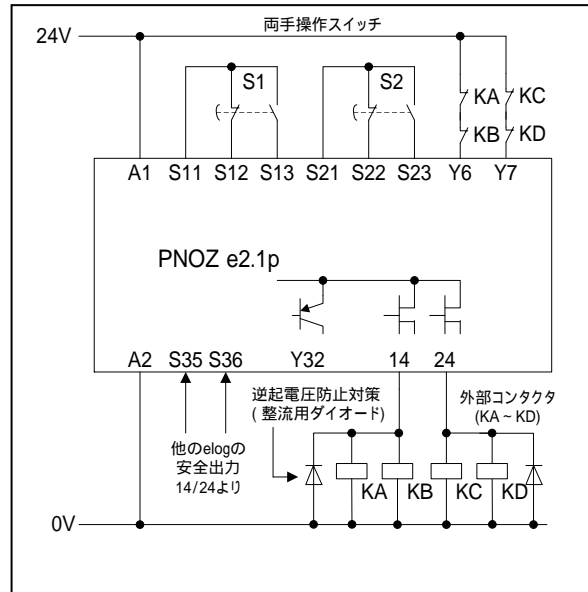 両手操作スイッチ
24V
S1
S2
KA
KC
KB
KD
A1 S11 S12 S13 S21 S22 S23 Y6 Y7
PNOZ e2.1p
A2 S35 S36 Y32 14 24
逆起電圧防止対策
(整流用ダイオード)
外部コンタクタ
(KA~KD)
他のelogの
安全出力
14/24より
KA
KB
KC
KD
0V